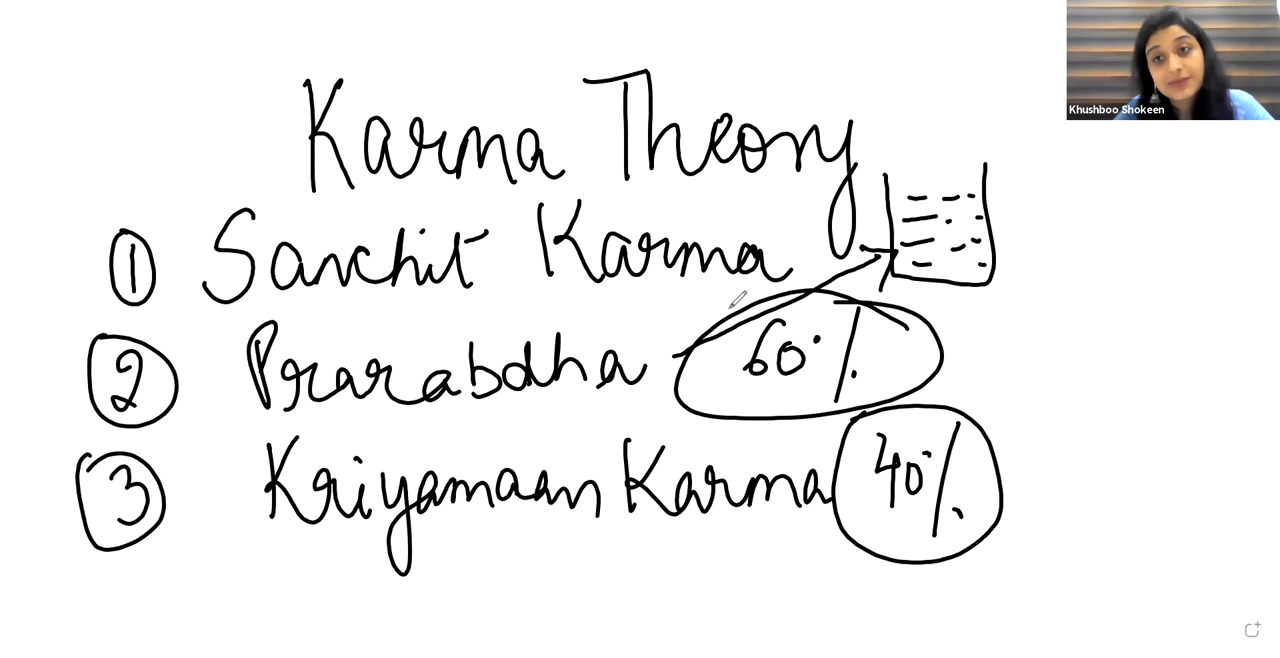 Khushboo Shokeen
Karma Theory
1 Sanchit Karma
2 Prarabdha 60%
3 Kriyamaan Karma 40%